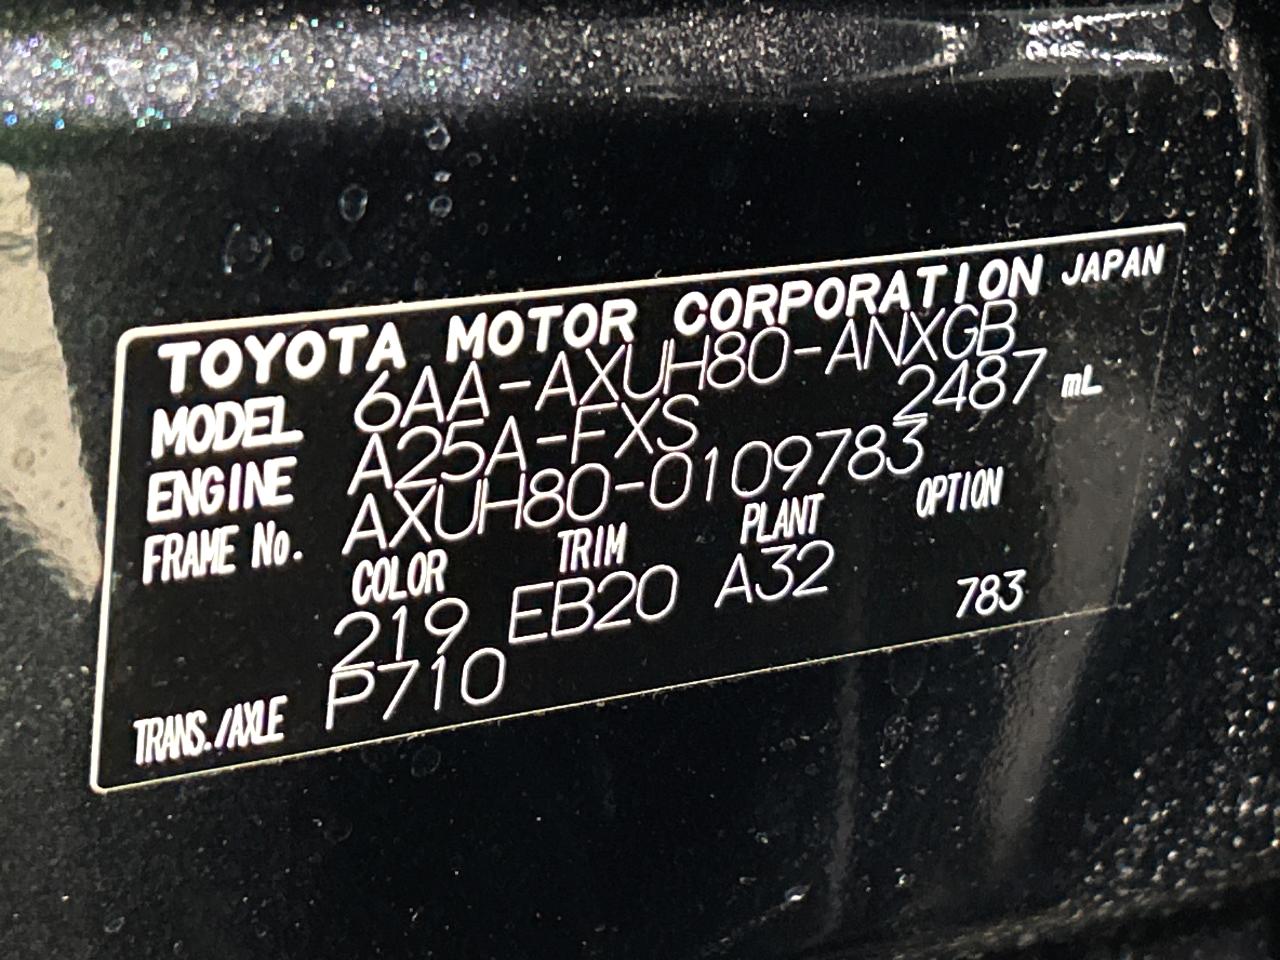 TOYOTA MOTOR CORPORATION JAPAN
MODEL 6AA-AXUH80-ANXGB
ENGINE A25A-FXS 2487 mL
FRAME No. AXUH80-0109783
COLOR TRIM PLANT OPTION
219 EB20 A32 783
TRANS./AXLE P710